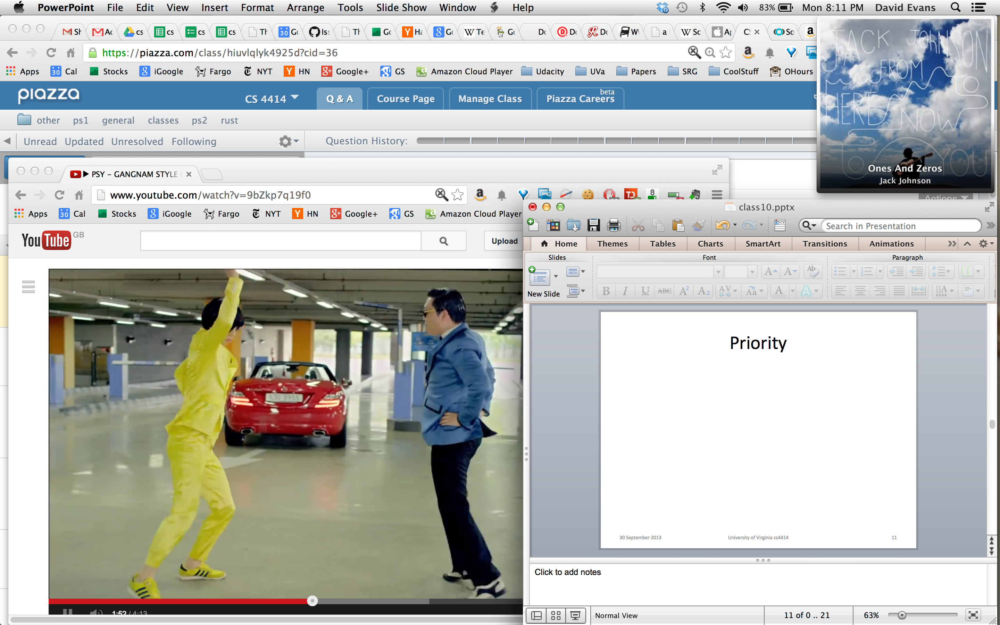 PowerPoint File Edit View Insert Format Arrange Tools Slide Show Window Help 83% Mon 8:11 PM David Evans
Sh Ac cs cs cs cs Th 30 Gc Iss Th Gc Ha Gc W Te Gc Dc Dc Dc W a W Sc Ap C: So a
https://piazza.com/class/hiuvlqlyk4925d?cid=36
Apps 30 Cal Stocks iGoogle Fargo NYT HN Google+ GS Amazon Cloud Player Udacity UVa Papers SRG CoolStuff OHours
piazza CS 4414 Q & A Course Page Manage Class Piazza Careers beta
other ps1 general classes ps2 rust
Unread Updated Unresolved Following Question History:
JACK JOHNSON
FROM
HERE NOW
TO
YOU
Ones And Zeros
Jack Johnson
Actions
PSY - GANGNAM STYLE
www.youtube.com/watch?v=9bZkp7q19f0
Apps 30 Cal Stocks iGoogle Fargo NYT HN Google+ GS Amazon Cloud Player
YouTube GB Upload
1:52 / 4:13
class10.pptx
Search in Presentation
Home Themes Tables Charts SmartArt Transitions Animations
Slides Font Paragraph
New Slide
Priority
30 September 2013 University of Virginia cs4414 11
Click to add notes
Normal View 11 of 0 .. 21 63%